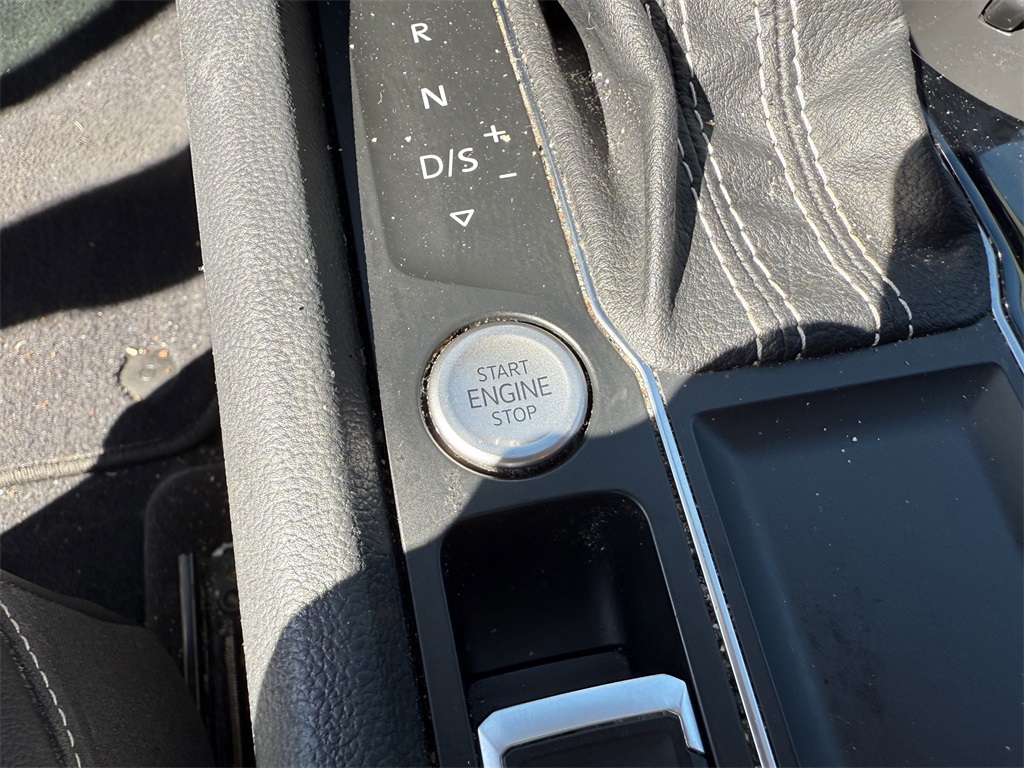 R
N
+
D/S
-
START
ENGINE
STOP